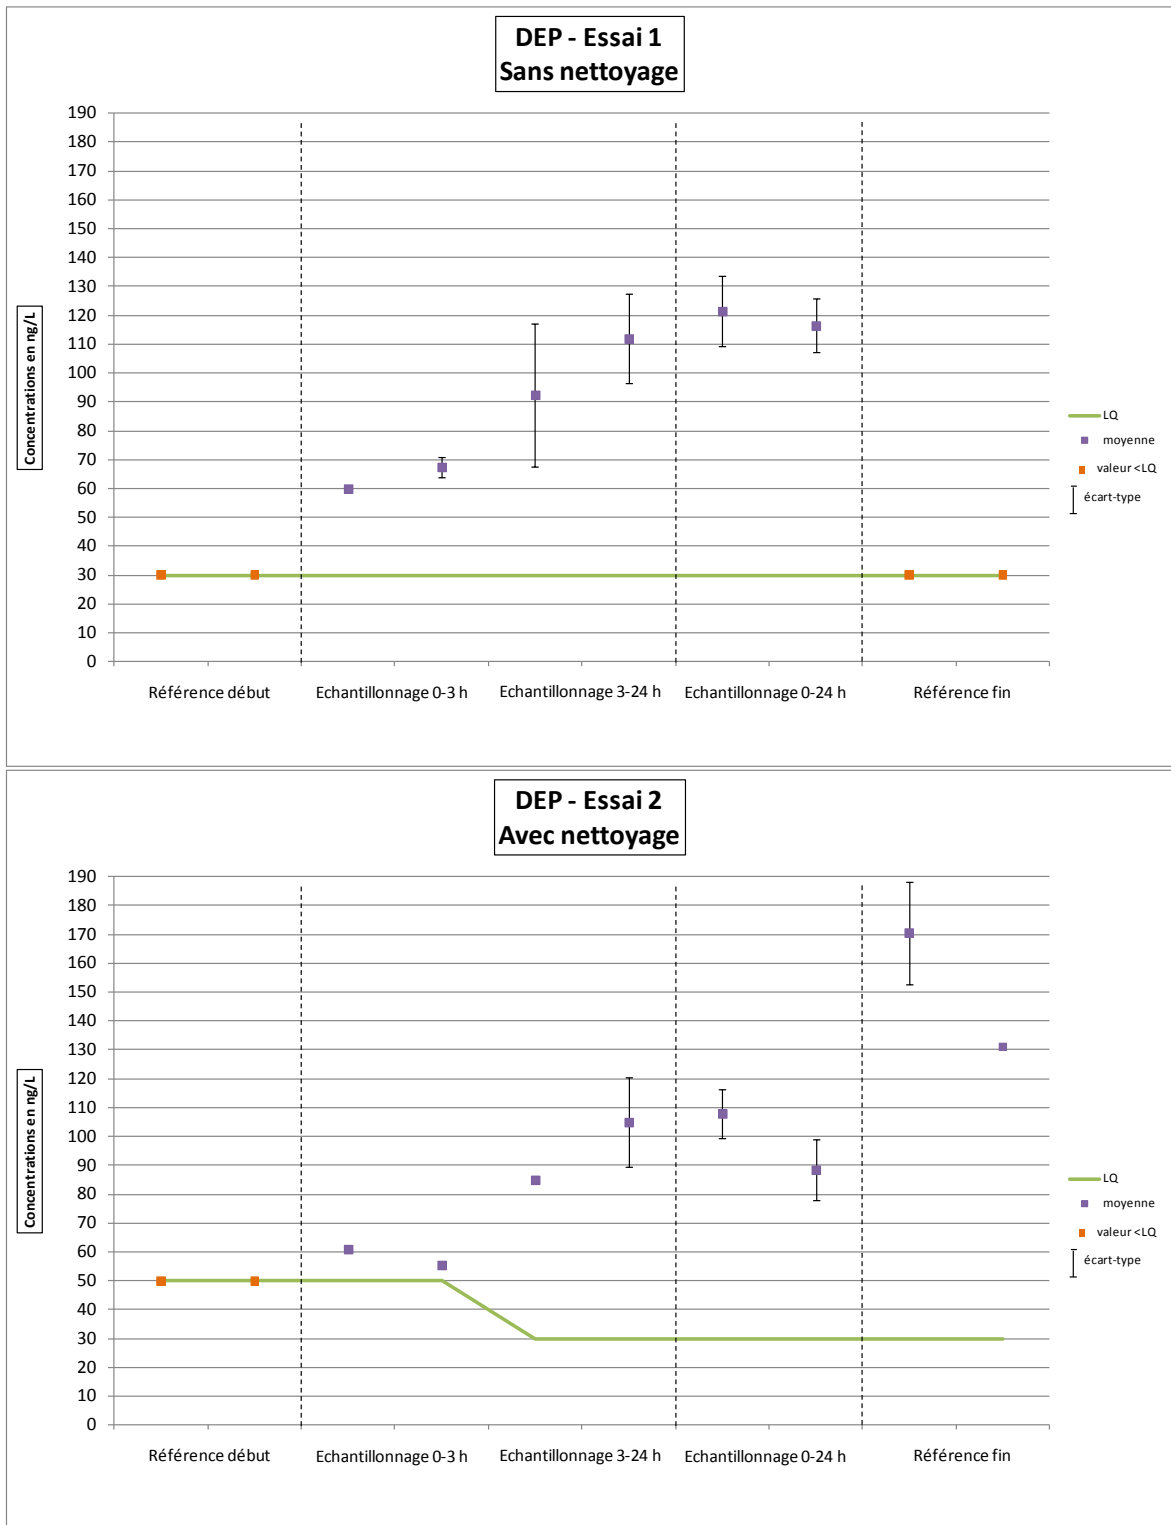 DEP - Essai 1
Sans nettoyage
190
180
170
160
150
140
130
120
110
100
90
80
70
60
50
40
30
20
10
0
Concentrations en ng/L
Référence début
Echantillonnage 0-3 h
Echantillonnage 3-24 h
Echantillonnage 0-24 h
Référence fin
LQ
moyenne
valeur <LQ
écart-type
DEP - Essai 2
Avec nettoyage
190
180
170
160
150
140
130
120
110
100
90
80
70
60
50
40
30
20
10
0
Concentrations en ng/L
Référence début
Echantillonnage 0-3 h
Echantillonnage 3-24 h
Echantillonnage 0-24 h
Référence fin
LQ
moyenne
valeur <LQ
écart-type